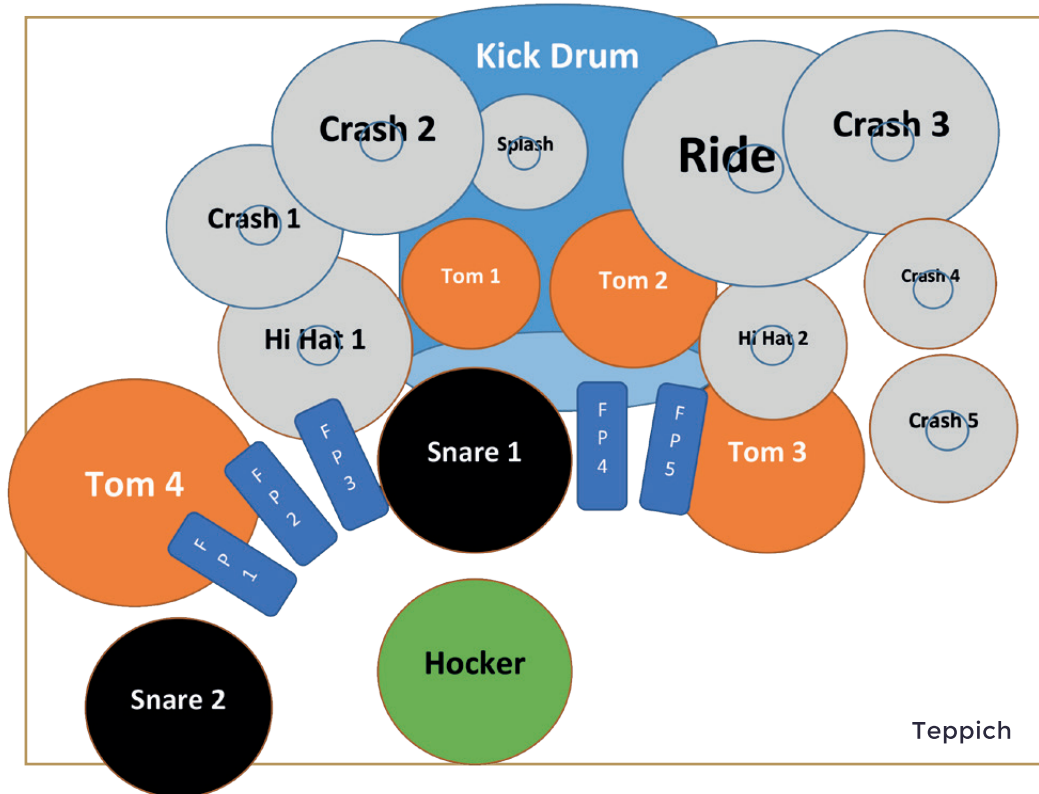 Kick Drum
Crash 2
Splash
Ride
Crash 3
Crash 1
Tom 1
Tom 2
Crash 4
Hi Hat 1
Hi Hat 2
Crash 5
Tom 4
FP1
FP2
FP3
Snare 1
FP4
FP5
Tom 3
Hocker
Snare 2
Teppich